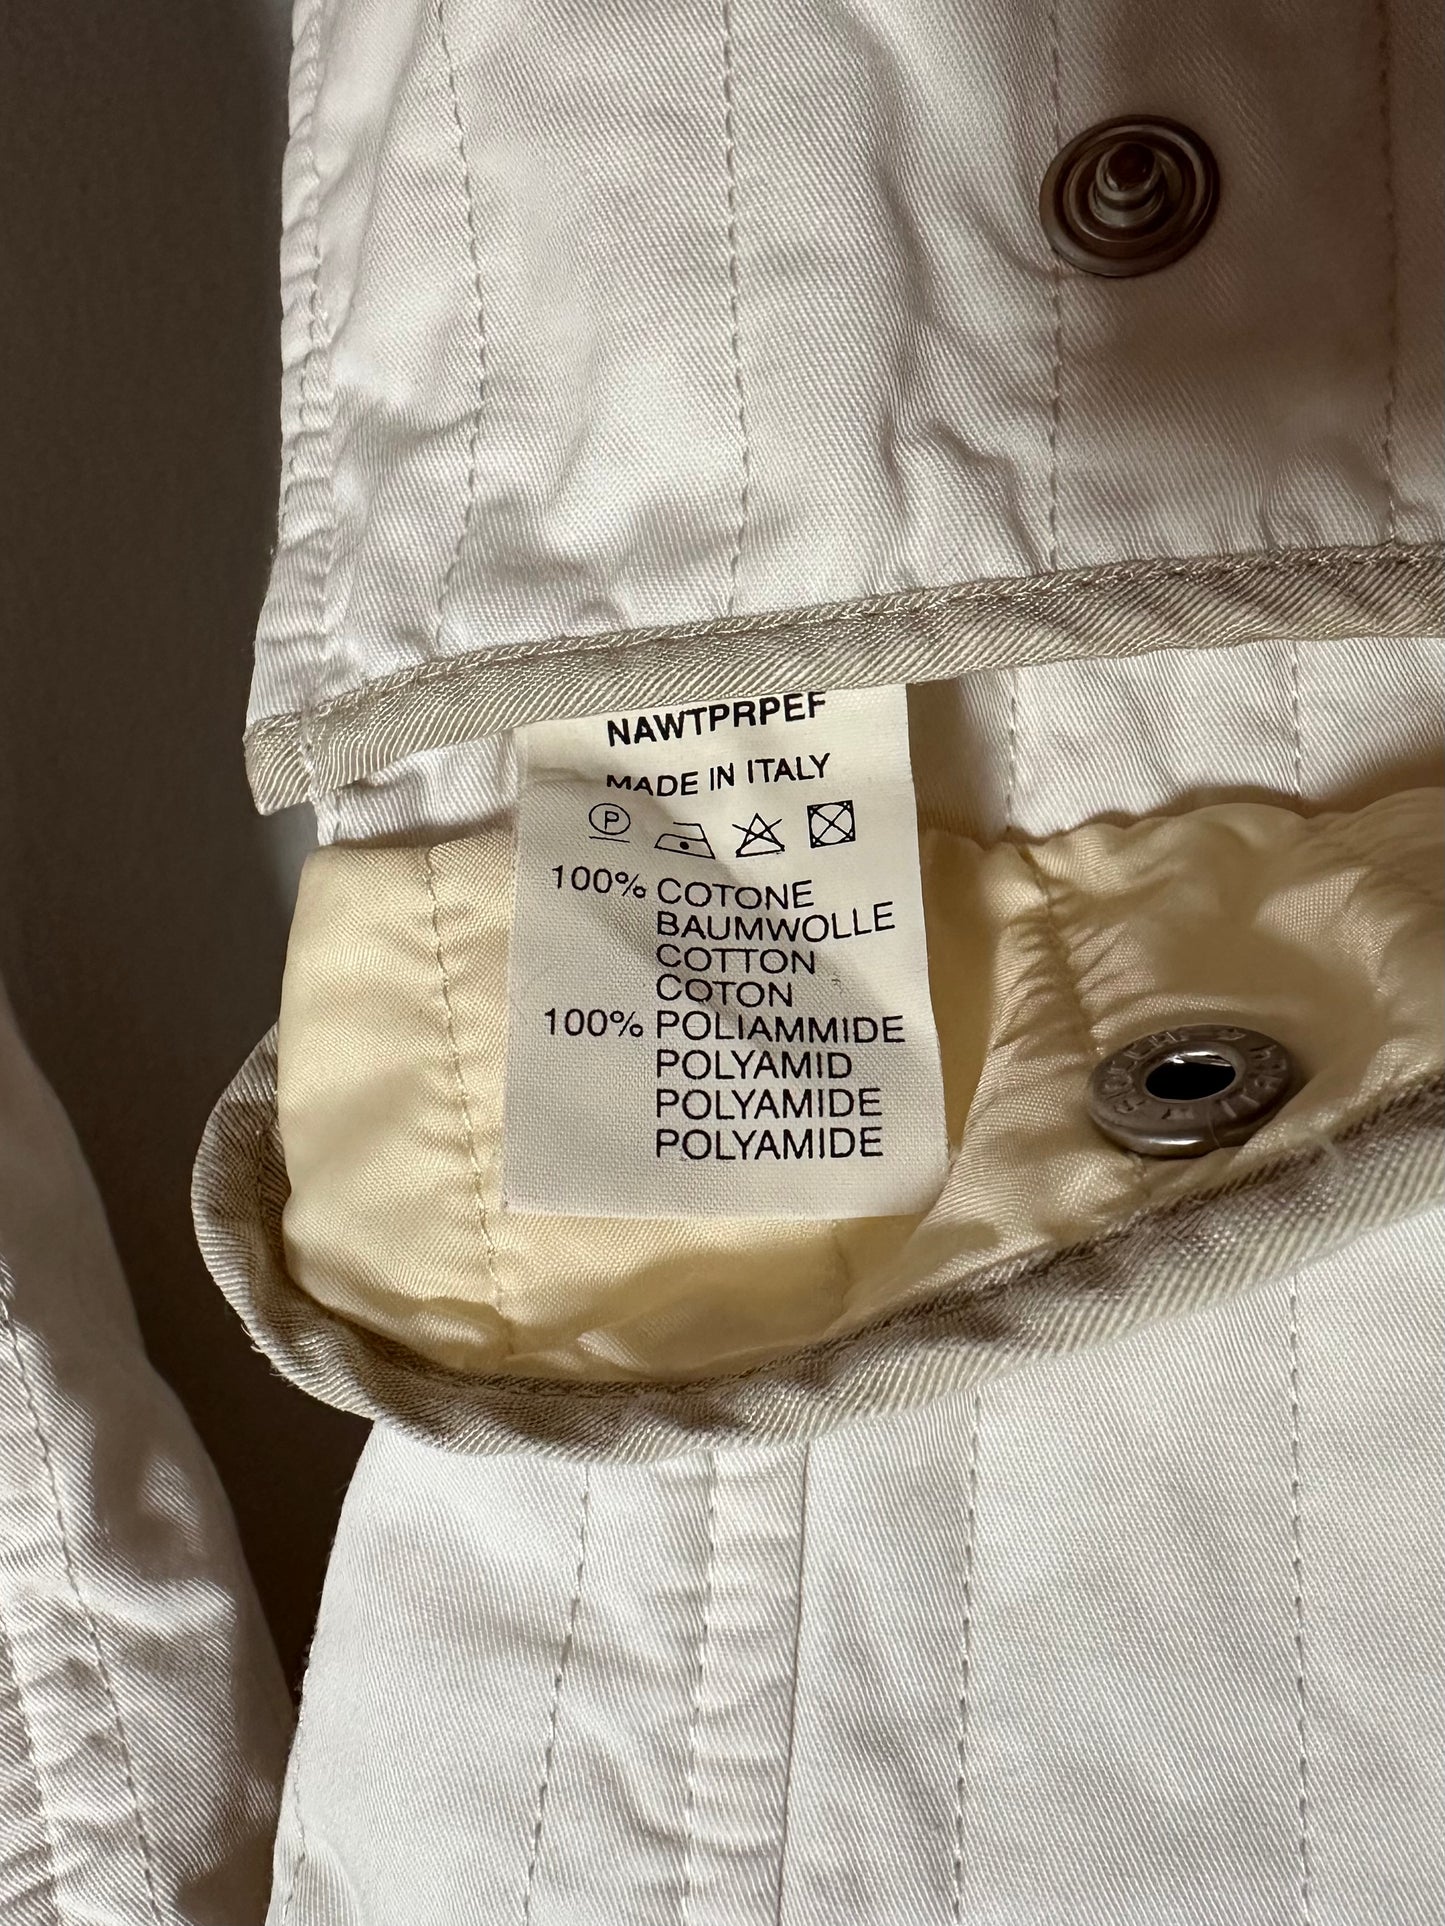 NAWTPRPEF
MADE IN ITALY
P
100% COTONE
BAUMWOLLE
COTTON
COTON
100% POLIAMMIDE
POLYAMID
POLYAMIDE
POLYAMIDE